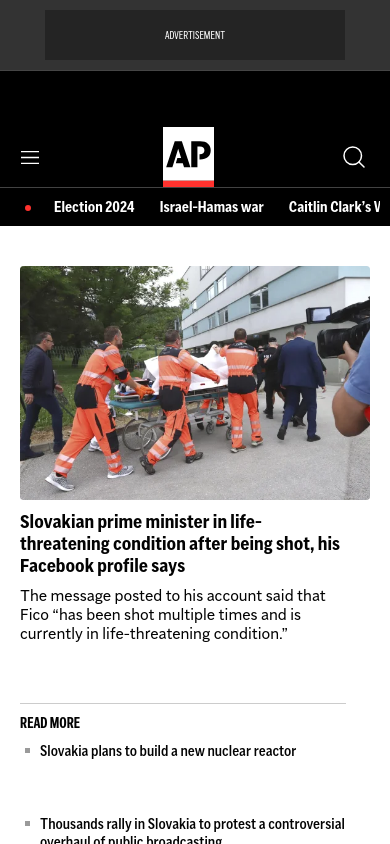 ADVERTISEMENT
AP
Election 2024 Israel-Hamas war Caitlin Clark's
Slovakian prime minister in life-
threatening condition after being shot, his
Facebook profile says
The message posted to his account said that
Fico “has been shot multiple times and is
currently in life-threatening condition.”
READ MORE
Slovakia plans to build a new nuclear reactor
Thousands rally in Slovakia to protest a controversial
overhaul of public broadcasting